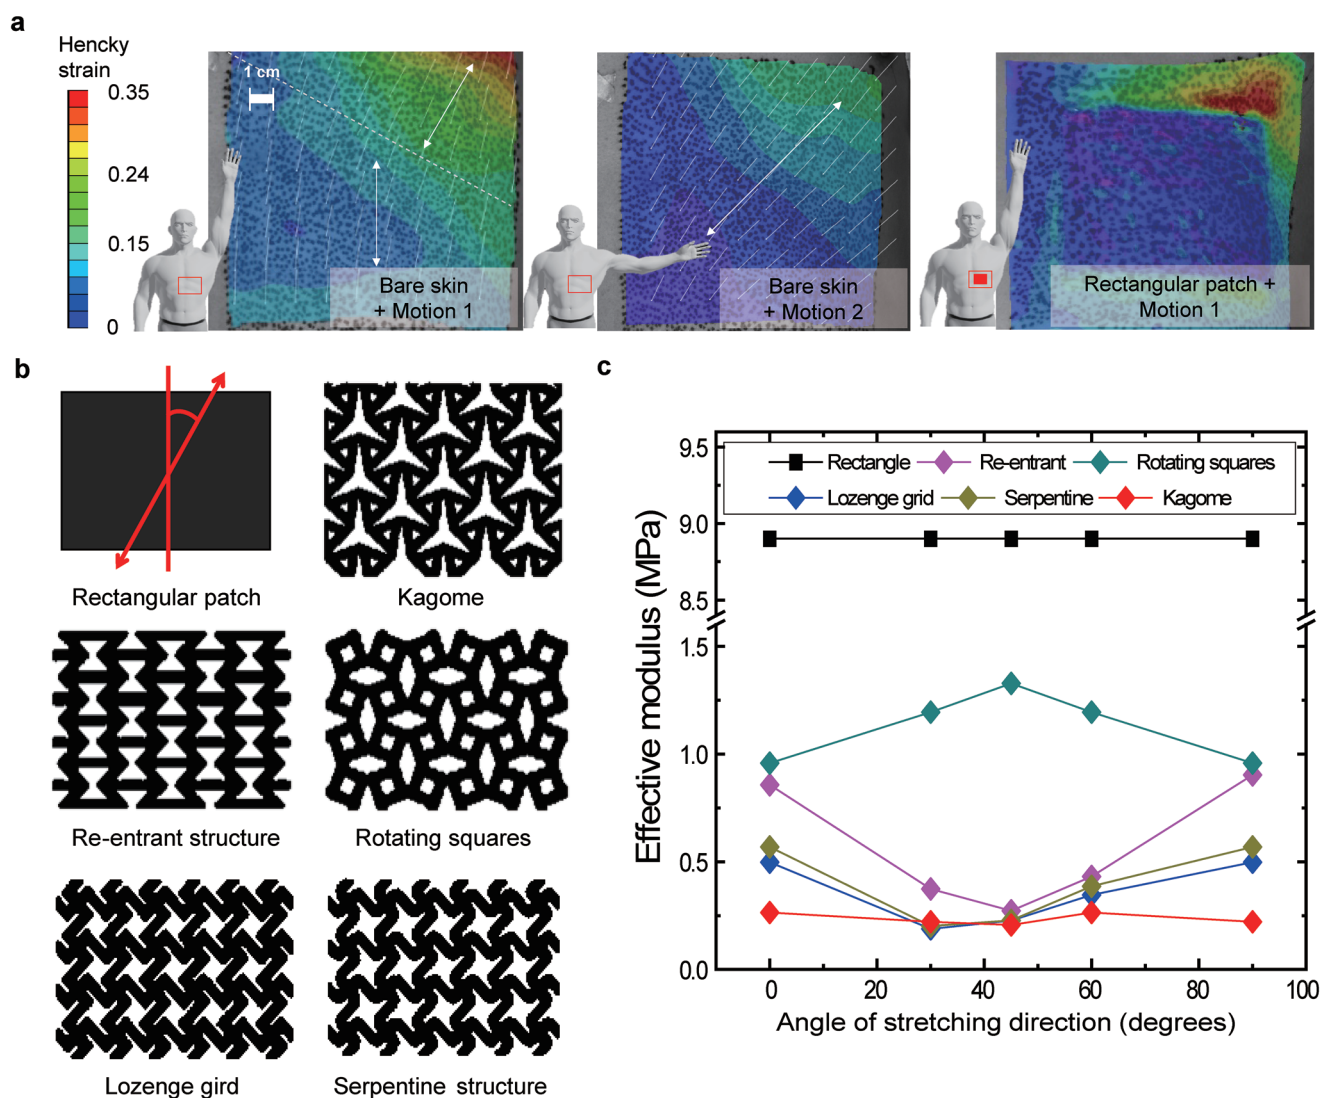 a
Hencky
strain
0.35
0.24
0.15
0
1 cm
Bare skin
+ Motion 1
Bare skin
+ Motion 2
Rectangular patch +
Motion 1
b
Rectangular patch
Kagome
Re-entrant structure
Rotating squares
Lozenge gird
Serpentine structure
c
Effective modulus (MPa)
9.5
9.0
8.5
1.5
1.0
0.5
0.0
Rectangle Re-entrant Rotating squares
Lozenge grid Serpentine Kagome
0 20 40 60 80 100
Angle of stretching direction (degrees)